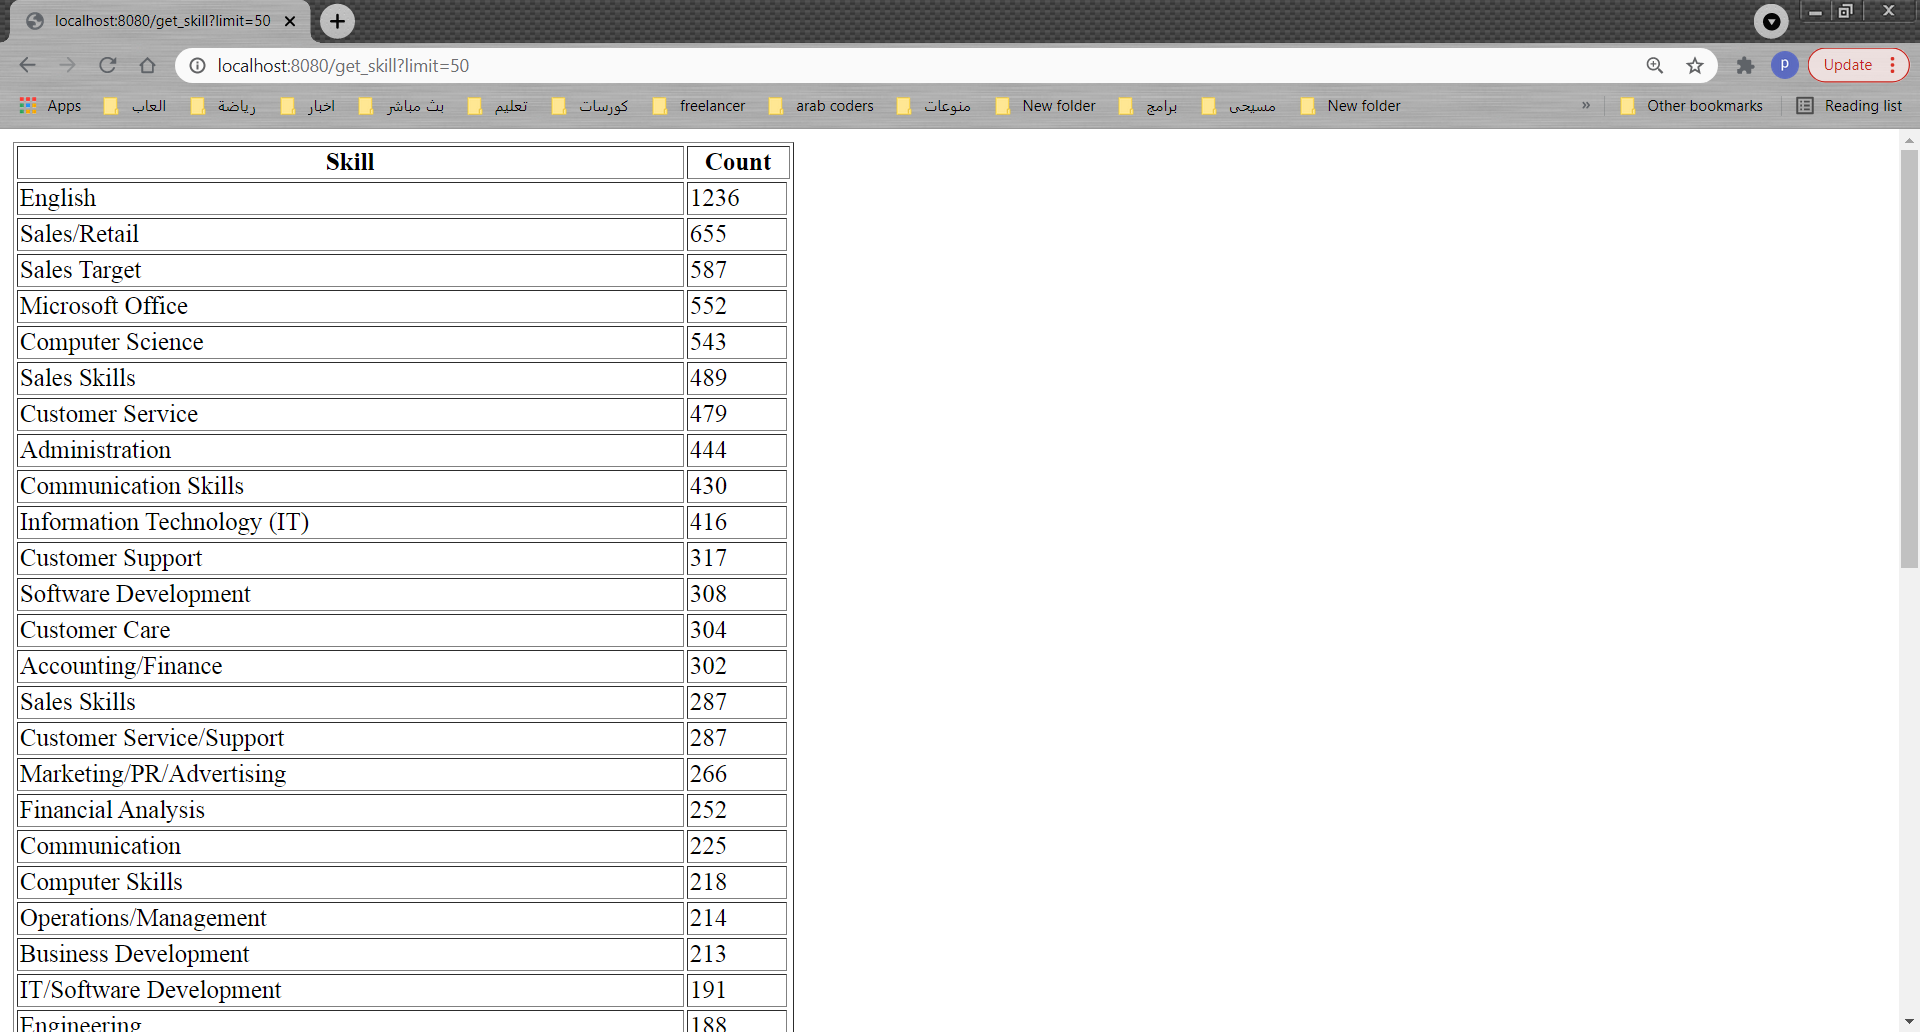 localhost:8080/get_skill?limit=50
localhost:8080/get_skill?limit=50
P
Update
Apps العاب رياضة اخبار بث مباشر تعليم كورسات freelancer arab coders منوعات New folder برامج مسيحى New folder » Other bookmarks Reading list
Skill Count
English 1236
Sales/Retail 655
Sales Target 587
Microsoft Office 552
Computer Science 543
Sales Skills 489
Customer Service 479
Administration 444
Communication Skills 430
Information Technology (IT) 416
Customer Support 317
Software Development 308
Customer Care 304
Accounting/Finance 302
Sales Skills 287
Customer Service/Support 287
Marketing/PR/Advertising 266
Financial Analysis 252
Communication 225
Computer Skills 218
Operations/Management 214
Business Development 213
IT/Software Development 191
Engineering 188